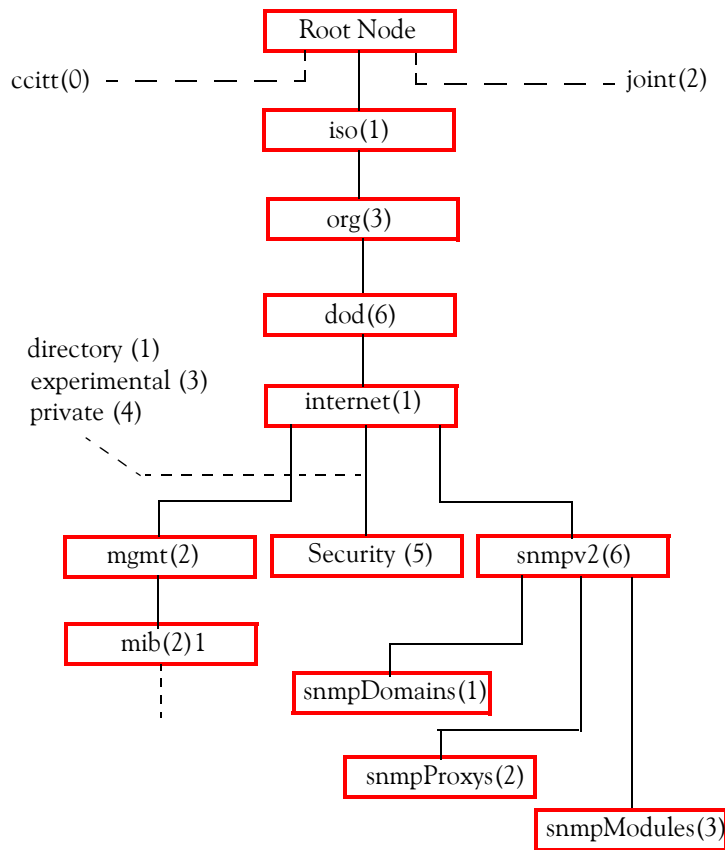 Root Node
ccitt(0)
joint(2)
iso(1)
org(3)
dod(6)
directory (1)
experimental (3)
private (4)
internet(1)
mgmt(2)
Security (5)
snmpv2(6)
mib(2)1
snmpDomains(1)
snmpProxys(2)
snmpModules(3)